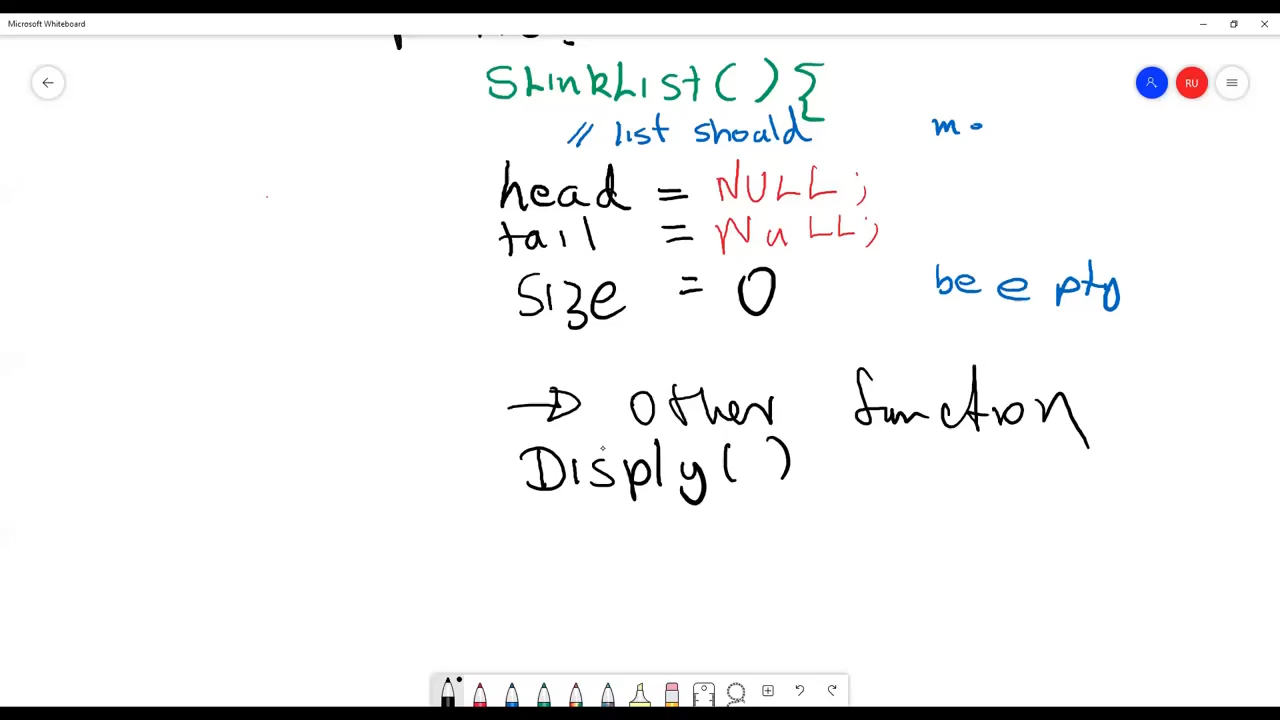 Microsoft Whiteboard
RU
SLinkList(){
// list should
m.
head = NULL;
tail = NuLL;
size = 0
be e pty
→ other function
Disply( )